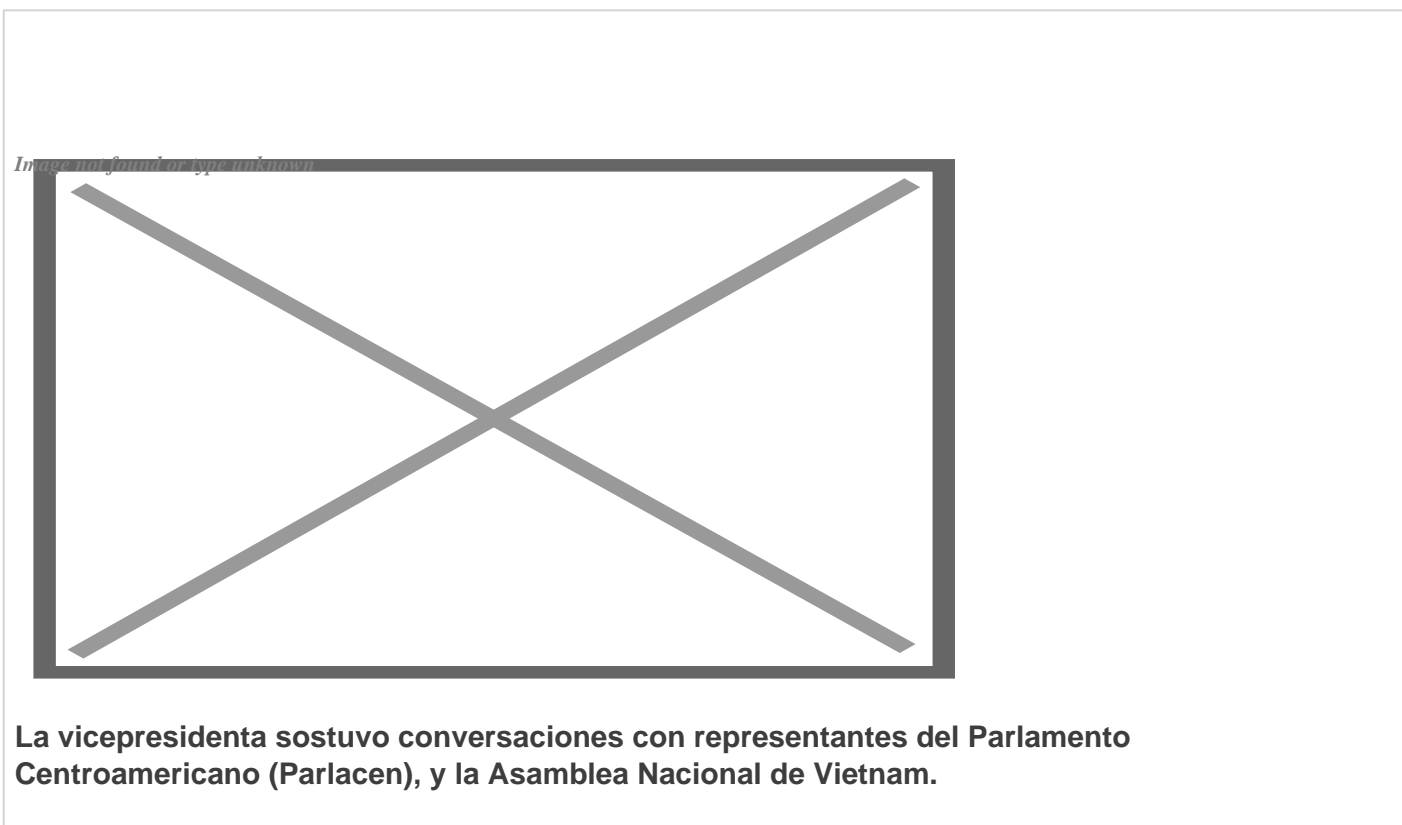 Image not found or type unknown
La vicepresidenta sostuvo conversaciones con representantes del Parlamento
Centroamericano (Parlacen), y la Asamblea Nacional de Vietnam.